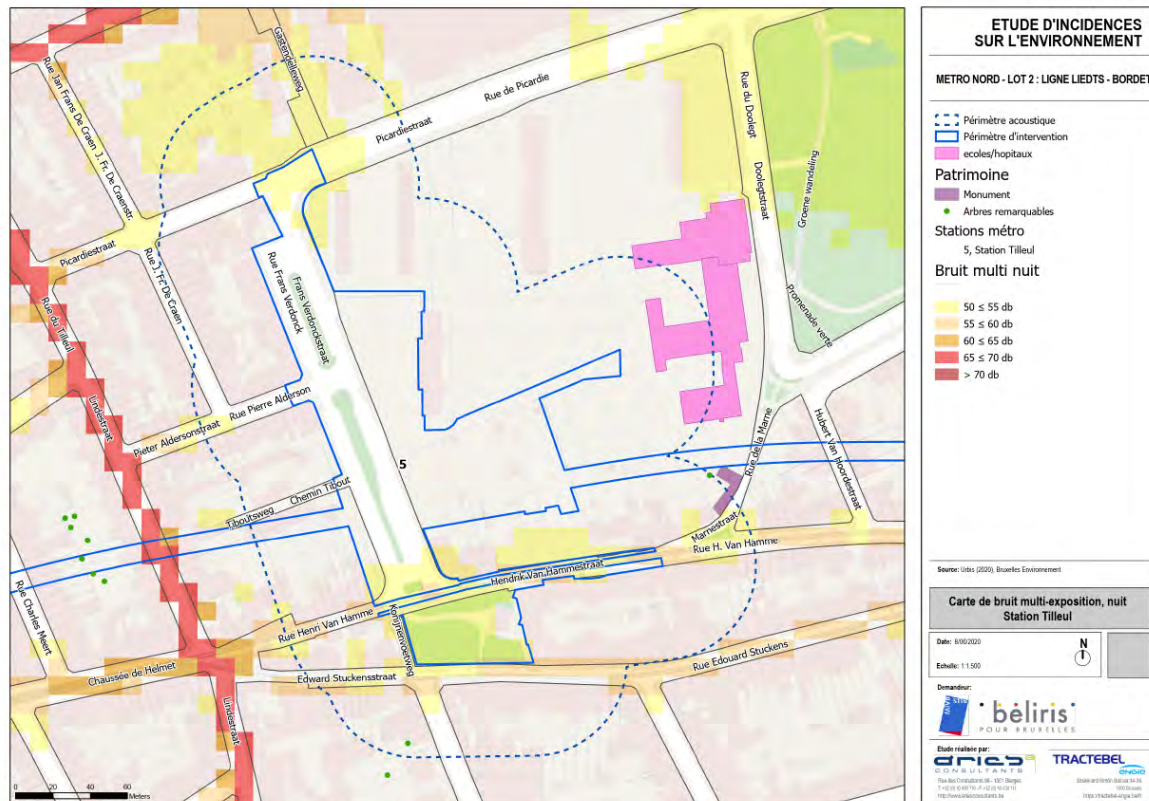 Rue Jan Frans De Craen
J. Fr. De Craenstr.
Gastendelleweg
Rue de Picardie
Picardiestraat
Rue du Doolegt
Doolegtstraat
Groene wandeling
Promenade verte
Picardiestraat
Rue J. Fr. De Craen
Rue Frans Verdonck
Frans Verdonckstraat
Rue du Tilleul
Lindestraat
Rue Pierre Alderson
Pieter Aldersonstraat
5
Chemin Tibout
Tiboutsweg
Rue de la Marne
Marnestraat
Hubert Van Hoordestraat
Rue H. Van Hamme
Hendrik Van Hammestraat
Rue Henri Van Hamme
Konijnenvoetweg
Rue Charles Meert
Chaussée de Helmet
Edward Stuckensstraat
Rue Edouard Stuckens
Lindestraat
0 20 40 60
Meters
ETUDE D'INCIDENCES
SUR L'ENVIRONNEMENT
METRO NORD - LOT 2 : LIGNE LIEDTS - BORDET
Périmètre acoustique
Périmètre d'intervention
ecoles/hopitaux
Patrimoine
Monument
Arbres remarquables
Stations métro
5, Station Tilleul
Bruit multi nuit
50 ≤ 55 db
55 ≤ 60 db
60 ≤ 65 db
65 ≤ 70 db
> 70 db
Source: Urbis (2020), Bruxelles Environnement
Carte de bruit multi-exposition, nuit
Station Tilleul
Date:
N
Echelle: 1:1.500
Demandeur:
beliris
POUR BRUXELLES
Etude réalisée par:
aries
CONSULTANTS
TRACTEBEL
ENGIE